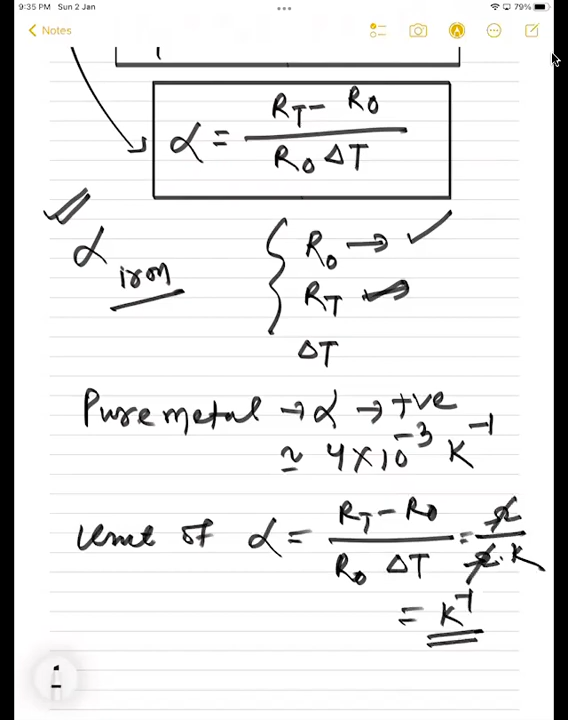 9:35 PM Sun 2 Jan
79%
Notes
α = (R_T − R_0) / (R_0 ΔT)
α iron
R_0 → ✓
R_T →
ΔT
Pure metal → α → +ve
≃ 4×10⁻³ K⁻¹
Unit of α = (R_T − R_0) / (R_0 ΔT) = Ω / (Ω·K)
= K⁻¹